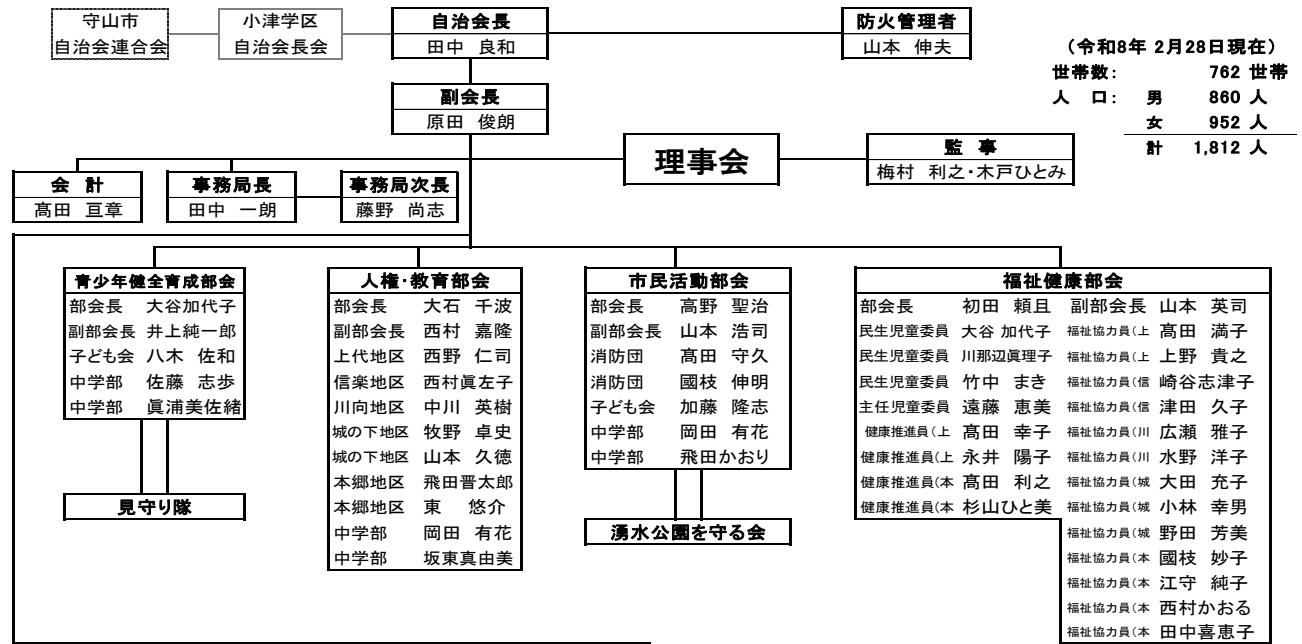 守山市
自治会連合会
小津学区
自治会長会
自治会長
田中 良和
防火管理者
山本 伸夫
(令和8年 2月28日現在)
世帯数: 762 世帯
人 口: 男 860 人
女 952 人
計 1,812 人
副会長
原田 俊朗
理事会
監 事
梅村 利之・木戸ひとみ
会 計
髙田 亘章
事務局長
田中 一朗
事務局次長
藤野 尚志
青少年健全育成部会
部会長 大谷加代子
副部会長 井上純一郎
子ども会 八木 佐和
中学部 佐藤 志歩
中学部 眞浦美佐緒
見守り隊
人権・教育部会
部会長 大石 千波
副部会長 西村 嘉隆
上代地区 西野 仁司
信楽地区 西村眞左子
川向地区 中川 英樹
城の下地区 牧野 卓史
城の下地区 山本 久徳
本郷地区 飛田晋太郎
本郷地区 東 悠介
中学部 岡田 有花
中学部 坂東真由美
市民活動部会
部会長 高野 聖治
副部会長 山本 浩司
消防団 髙田 守久
消防団 國枝 伸明
子ども会 加藤 隆志
中学部 岡田 有花
中学部 飛田かおり
湧水公園を守る会
福祉健康部会
部会長 初田 頼且 副部会長 山本 英司
民生児童委員 大谷 加代子 福祉協力員(上 髙田 満子
民生児童委員 川那辺眞理子 福祉協力員(上 上野 貴之
民生児童委員 竹中 まき 福祉協力員(信 崎谷志津子
主任児童委員 遠藤 恵美 福祉協力員(信 津田 久子
健康推進員(上 髙田 幸子 福祉協力員(川 広瀬 雅子
健康推進員(上 永井 陽子 福祉協力員(川 水野 洋子
健康推進員(本 髙田 利之 福祉協力員(城 大田 充子
健康推進員(本 杉山ひと美 福祉協力員(城 小林 幸男
福祉協力員(城 野田 芳美
福祉協力員(本 國枝 妙子
福祉協力員(本 江守 純子
福祉協力員(本 西村かおる
福祉協力員(本 田中喜恵子